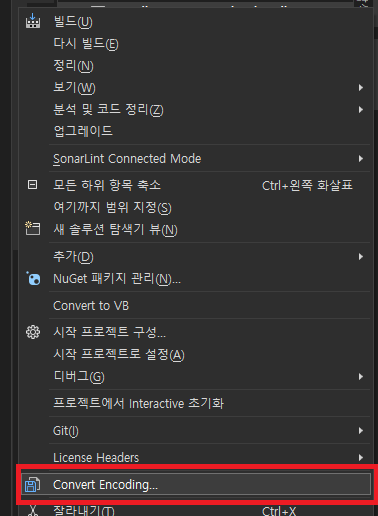 빌드(U)
다시 빌드(E)
정리(N)
보기(W)
분석 및 코드 정리(Z)
업그레이드
SonarLint Connected Mode
모든 하위 항목 축소 Ctrl+왼쪽 화살표
여기까지 범위 지정(S)
새 솔루션 탐색기 뷰(N)
추가(D)
NuGet 패키지 관리(N)...
Convert to VB
시작 프로젝트 구성...
시작 프로젝트로 설정(A)
디버그(G)
프로젝트에서 Interactive 초기화
Git(I)
License Headers
Convert Encoding...
잘라내기(T) Ctrl+X